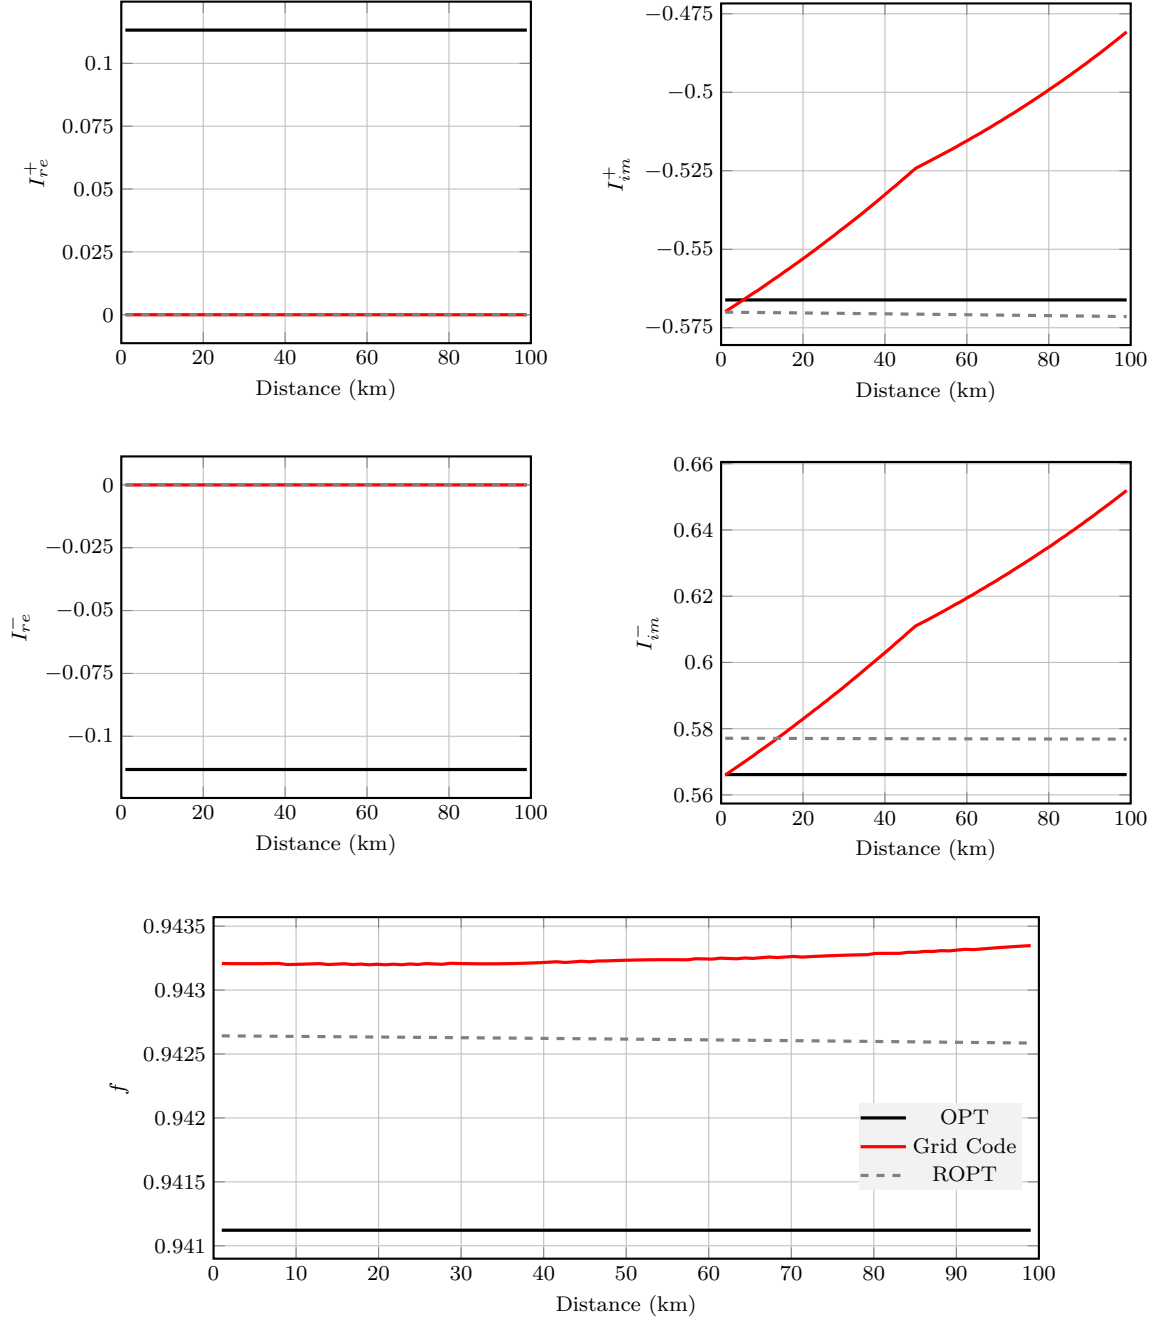 0.1
0.075
0.05
0.025
0
I_{re}^{+}
0 20 40 60 80 100
Distance (km)
−0.475
−0.5
−0.525
−0.55
−0.575
I_{im}^{+}
0 20 40 60 80 100
Distance (km)
0
−0.025
−0.05
−0.075
−0.1
I_{re}^{−}
0 20 40 60 80 100
Distance (km)
0.66
0.64
0.62
0.6
0.58
0.56
I_{im}^{−}
0 20 40 60 80 100
Distance (km)
0.9435
0.943
0.9425
0.942
0.9415
0.941
f
OPT
Grid Code
ROPT
0 10 20 30 40 50 60 70 80 90 100
Distance (km)